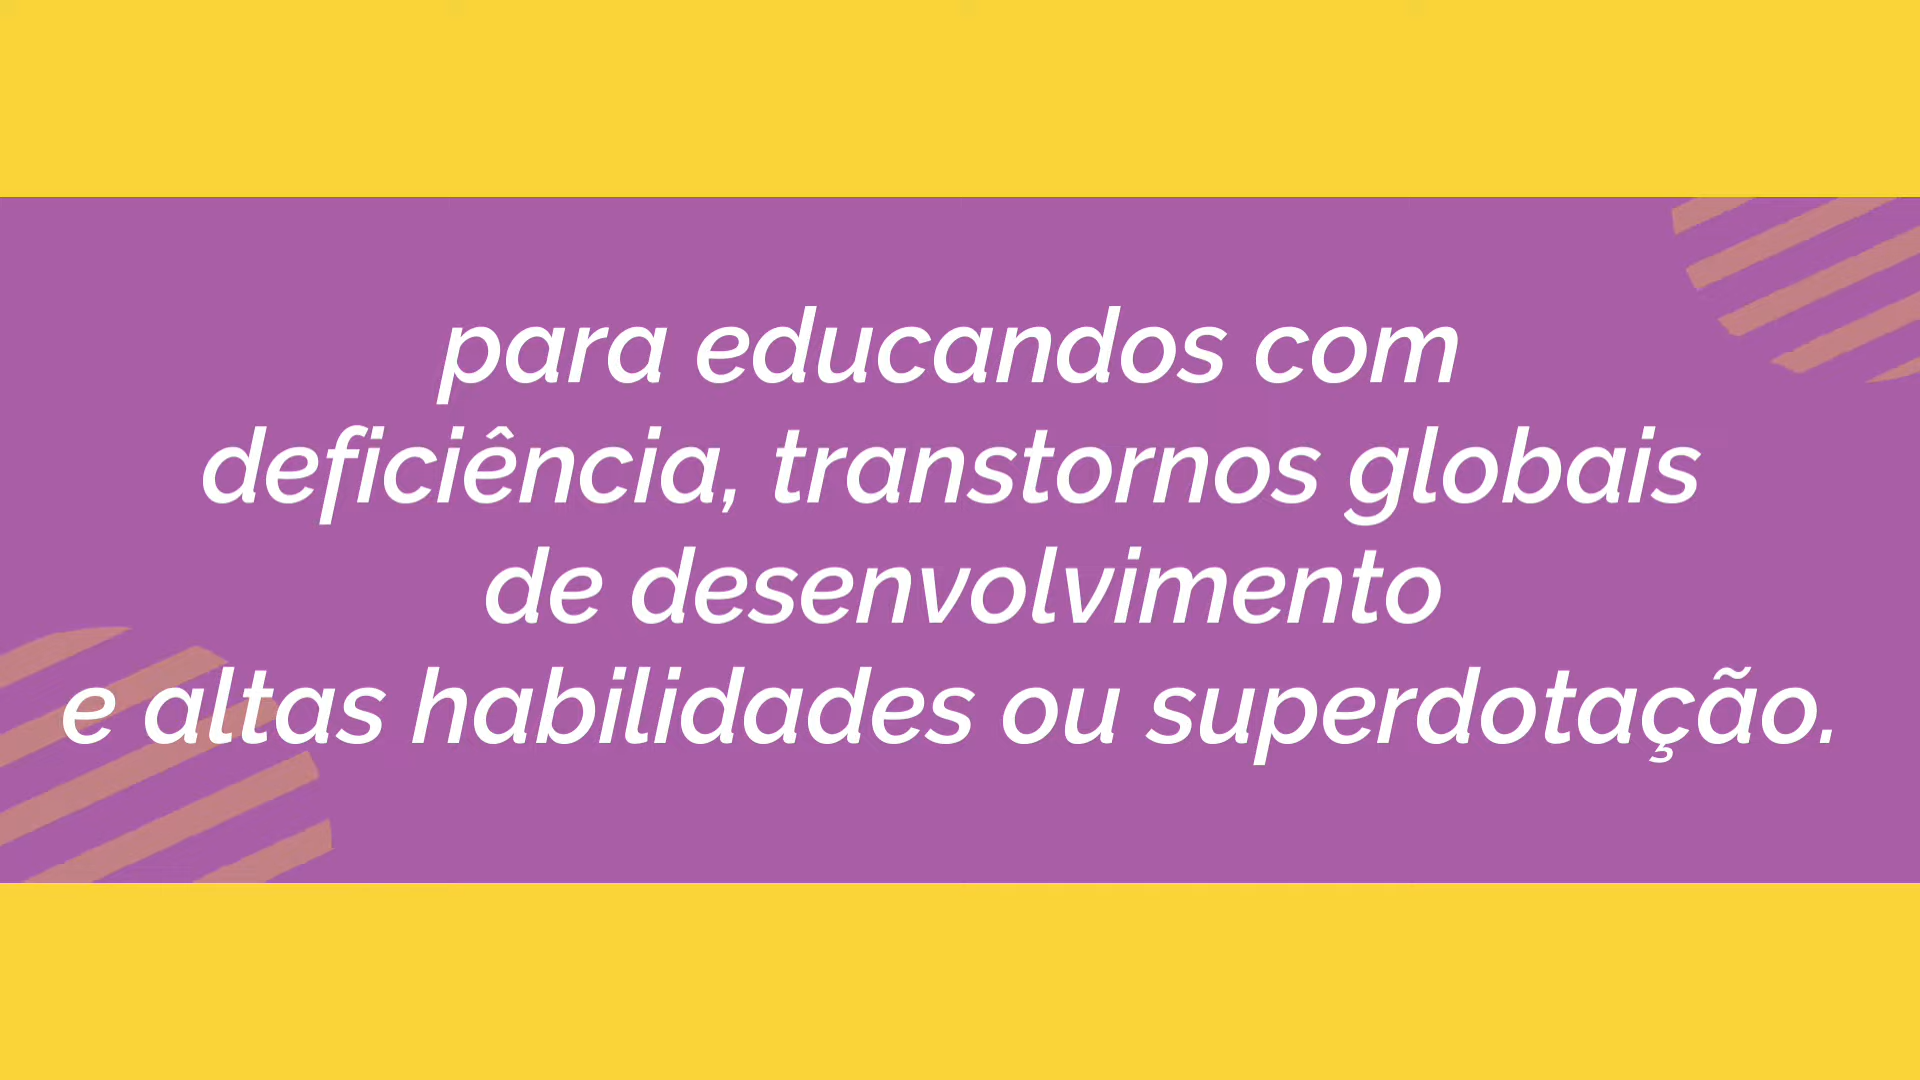 para educandos com
deficiência, transtornos globais
de desenvolvimento
e altas habilidades ou superdotação.